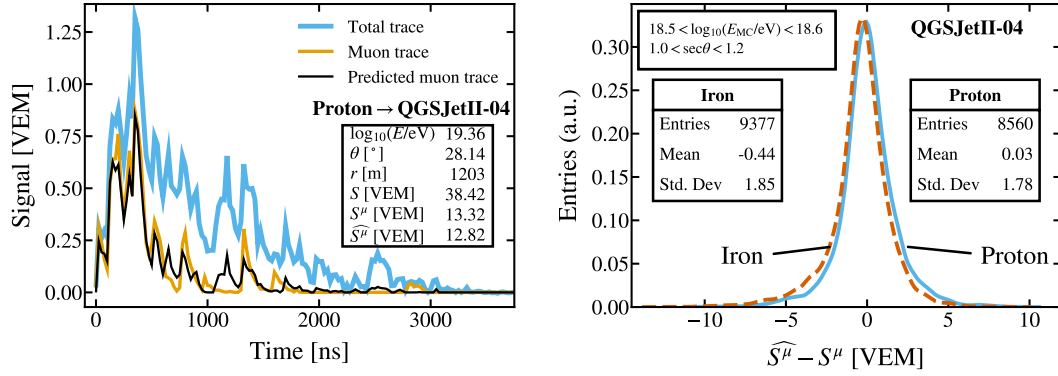 Total trace
Muon trace
Predicted muon trace
Proton → QGSJetII-04
log₁₀(E/eV) 19.36
θ [°] 28.14
r [m] 1203
S [VEM] 38.42
S^μ [VEM] 13.32
\widehat{S^μ} [VEM] 12.82
Signal [VEM]
1.25
1.00
0.75
0.50
0.25
0.00
0 1000 2000 3000
Time [ns]
18.5 < log₁₀(E_MC/eV) < 18.6
1.0 < secθ < 1.2
QGSJetII-04
Iron
Entries 9377
Mean -0.44
Std. Dev 1.85
Proton
Entries 8560
Mean 0.03
Std. Dev 1.78
Iron
Proton
Entries (a.u.)
0.30
0.25
0.20
0.15
0.10
0.05
0.00
−10 −5 0 5 10
\widehat{S^μ} − S^μ [VEM]